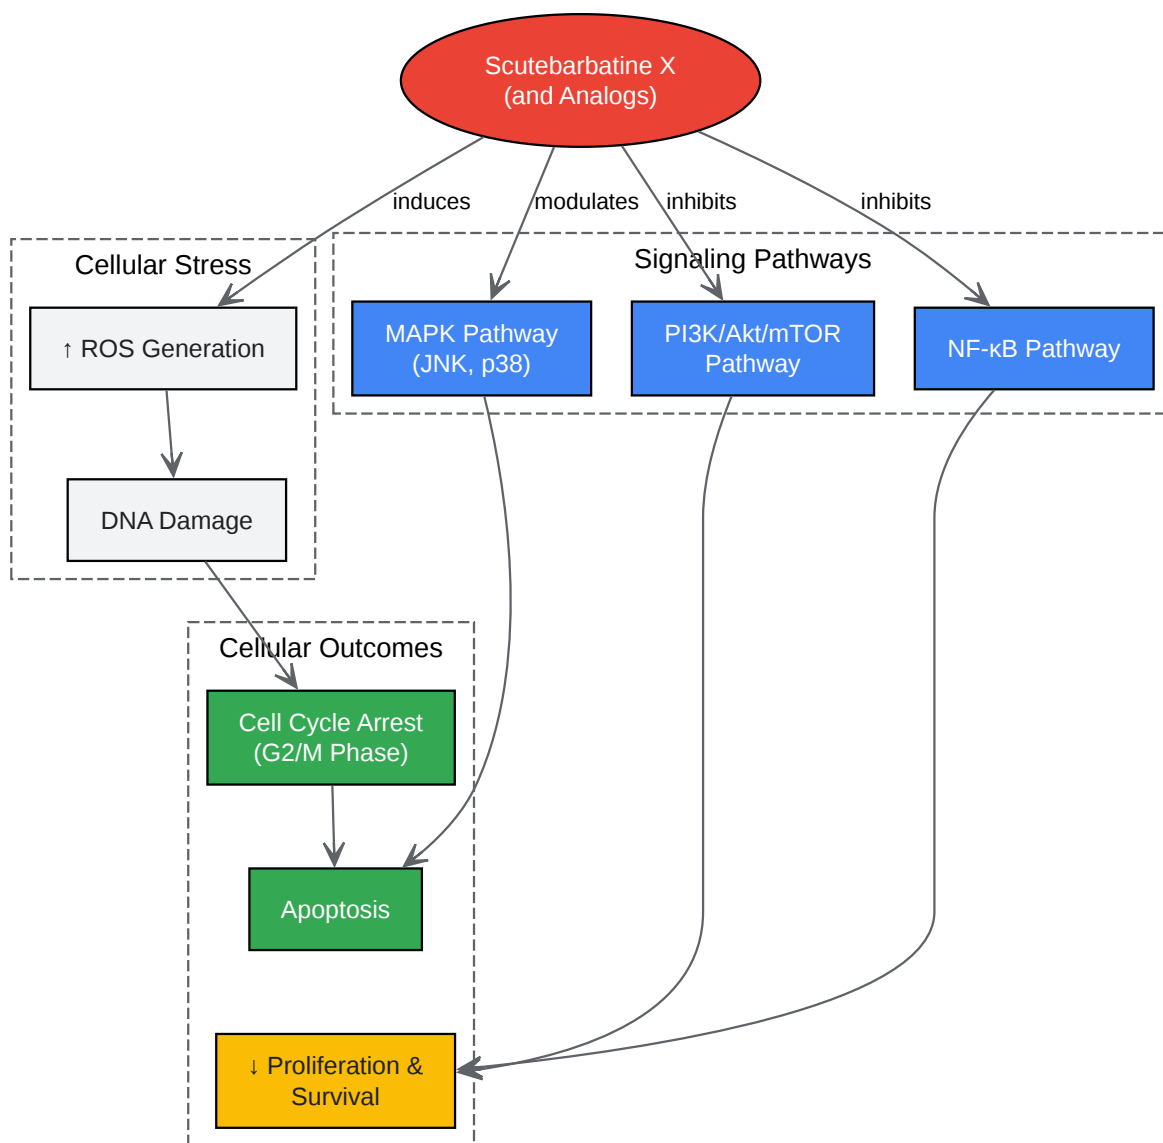 Scutebarbatine X
(and Analogs)
induces
modulates
inhibits
inhibits
Cellular Stress
Signaling Pathways
↑ ROS Generation
MAPK Pathway
(JNK, p38)
PI3K/Akt/mTOR
Pathway
NF-κB Pathway
DNA Damage
Cellular Outcomes
Cell Cycle Arrest
(G2/M Phase)
Apoptosis
↓ Proliferation &
Survival